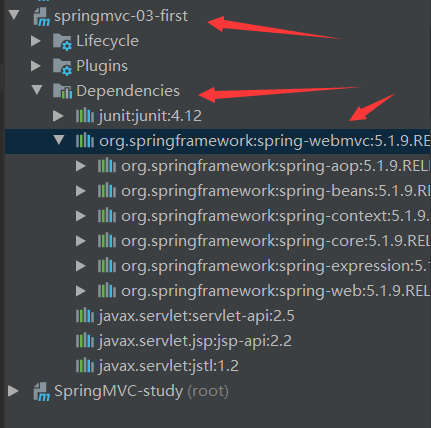 springmvc-03-first
Lifecycle
Plugins
Dependencies
junit:junit:4.12
org.springframework:spring-webmvc:5.1.9.RE
org.springframework:spring-aop:5.1.9.REL
org.springframework:spring-beans:5.1.9.R
org.springframework:spring-context:5.1.9.
org.springframework:spring-core:5.1.9.RE
org.springframework:spring-expression:5.
org.springframework:spring-web:5.1.9.REL
javax.servlet:servlet-api:2.5
javax.servlet.jsp:jsp-api:2.2
javax.servlet:jstl:1.2
SpringMVC-study (root)